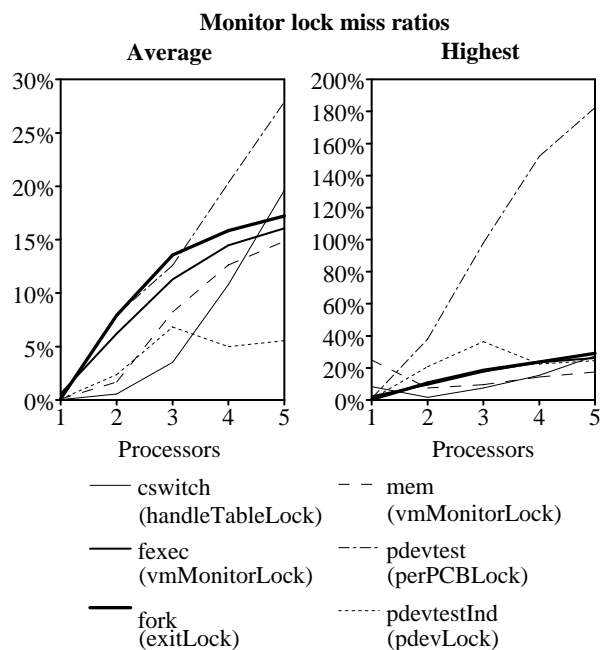 Monitor lock miss ratios
Average
30%
25%
20%
15%
10%
5%
0%
1 2 3 4 5
Processors
Highest
200%
180%
160%
140%
120%
100%
80%
60%
40%
20%
0%
1 2 3 4 5
Processors
cswitch
(handleTableLock)
fexec
(vmMonitorLock)
fork
(exitLock)
mem
(vmMonitorLock)
pdevtest
(perPCBLock)
pdevtestInd
(pdevLock)